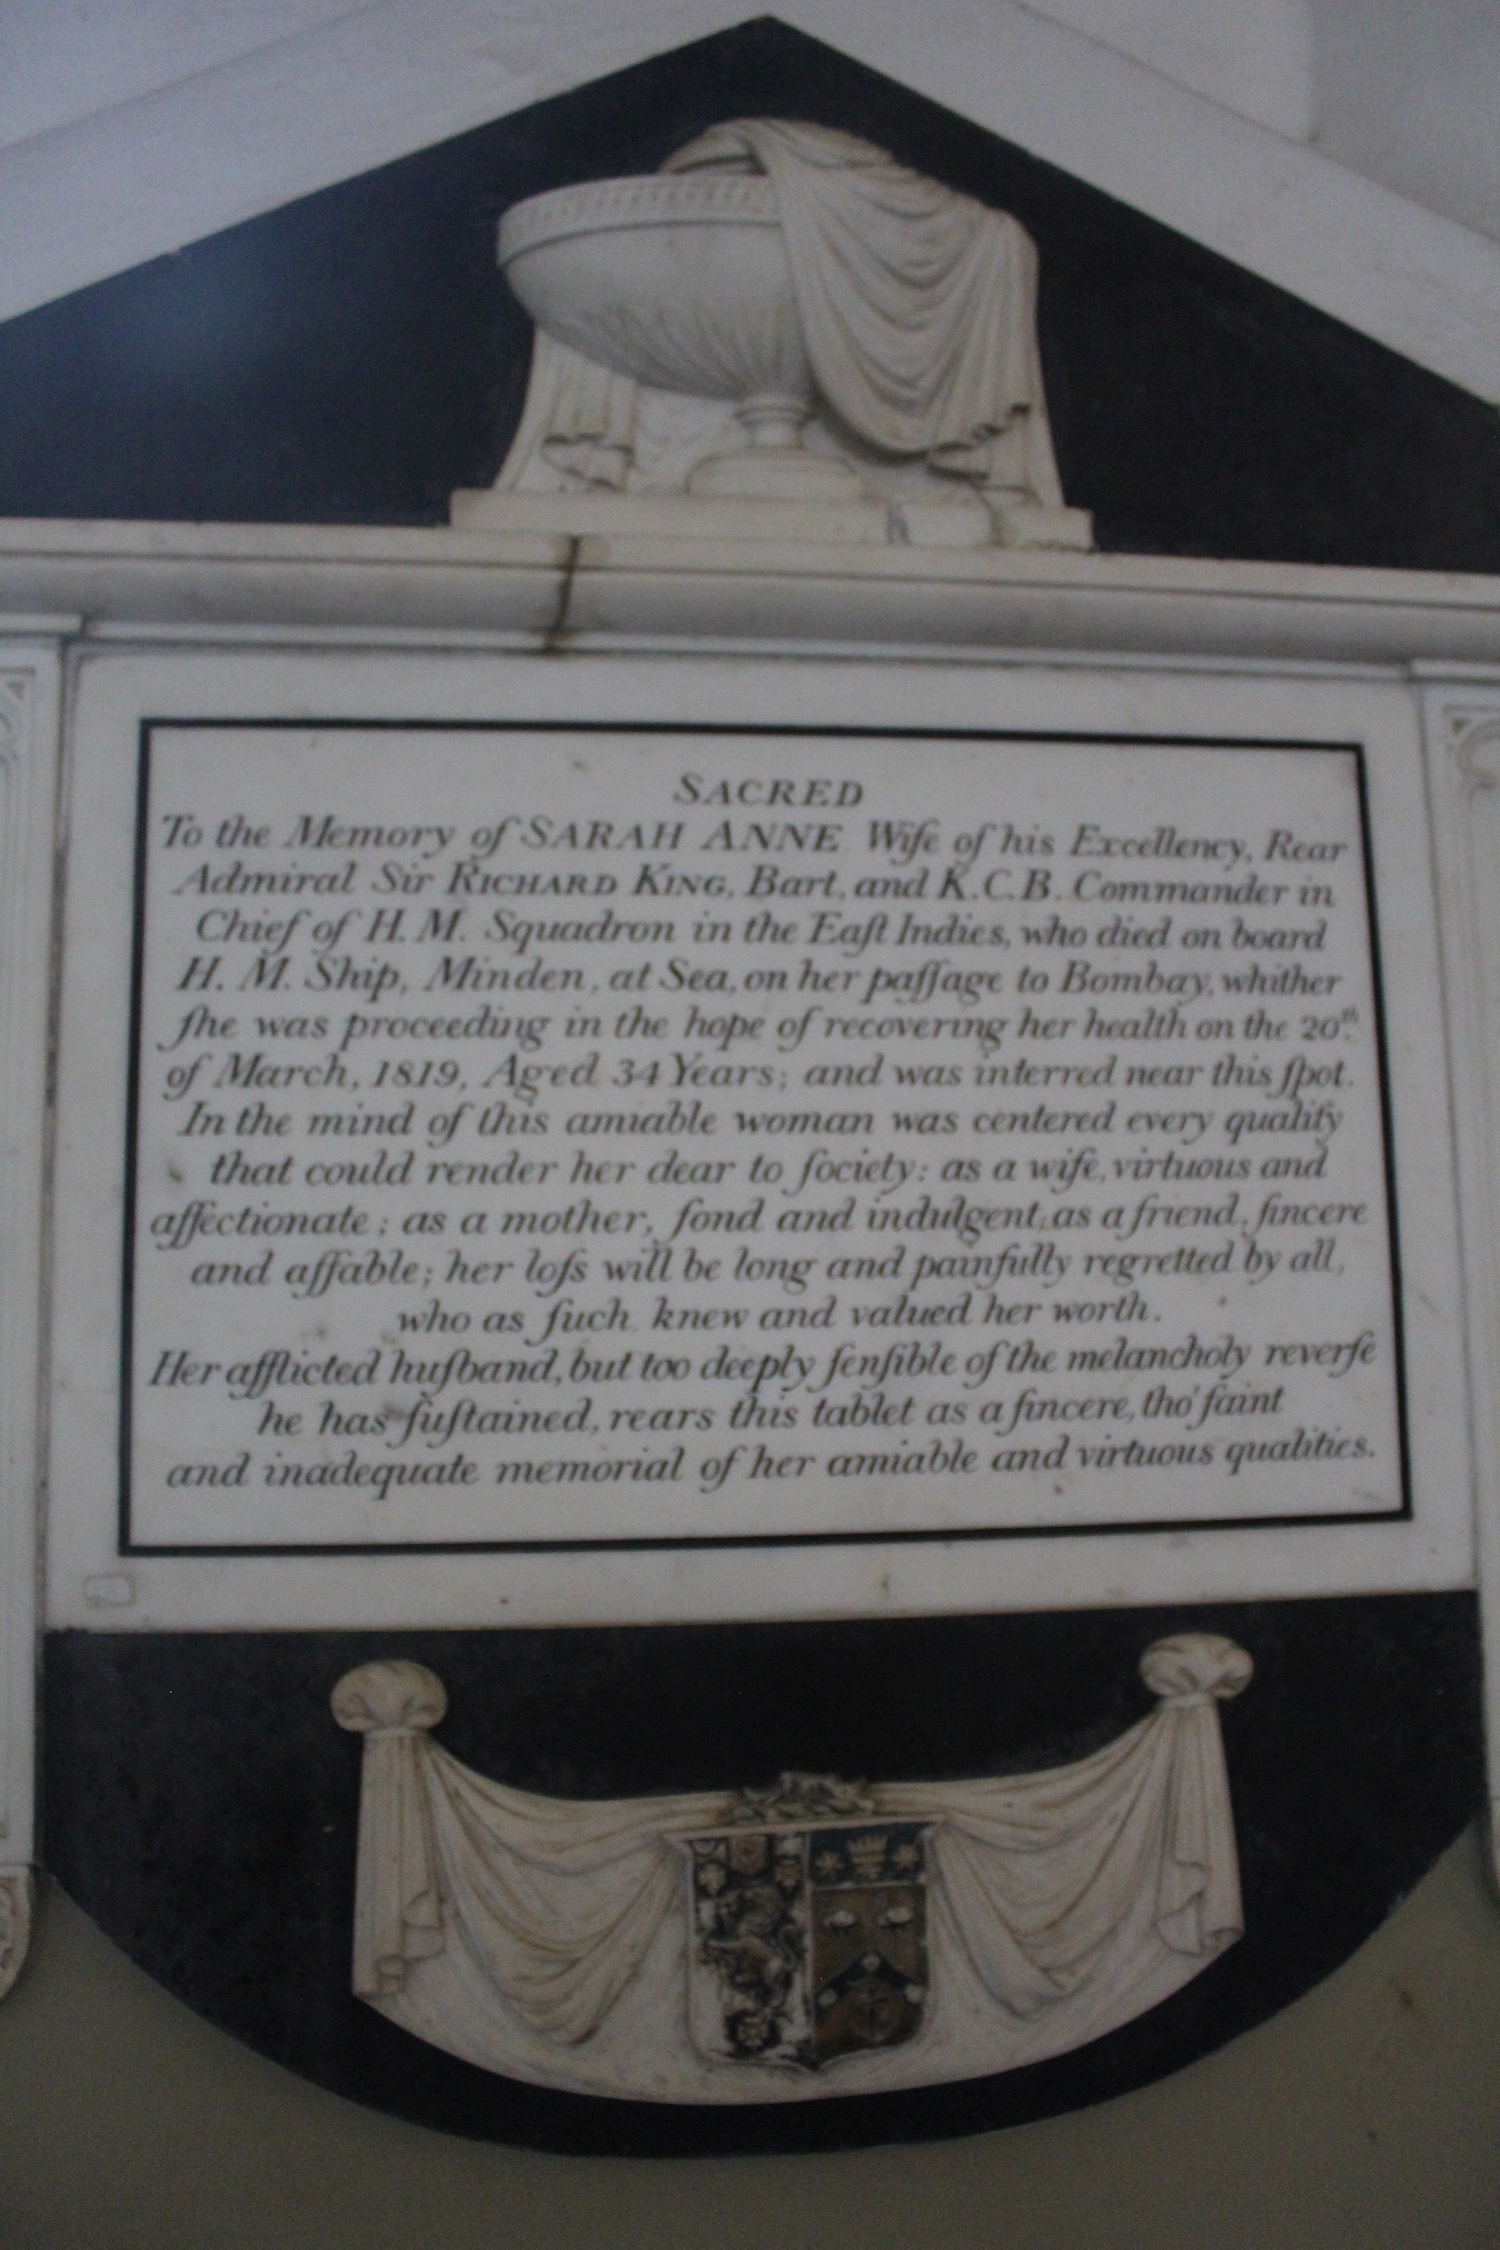 SACRED
To the Memory of SARAH ANNE Wife of his Excellency, Rear
Admiral Sir RICHARD KING, Bart, and K.C.B. Commander in
Chief of H. M. Squadron in the Eaſt Indies, who died on board
H. M. Ship, Minden, at Sea, on her paſſage to Bombay, whither
ſhe was proceeding in the hope of recovering her health on the 20th.
of March, 1819, Aged 34 Years; and was interred near this ſpot.
In the mind of this amiable woman was centered every quality
that could render her dear to ſociety: as a wife, virtuous and
affectionate; as a mother, fond and indulgent; as a friend, ſincere
and affable; her loſs will be long and painfully regretted by all,
who as ſuch knew and valued her worth.
Her afflicted huſband, but too deeply ſenſible of the melancholy reverſe
he has ſuſtained, rears this tablet as a ſincere, tho' faint
and inadequate memorial of her amiable and virtuous qualities.